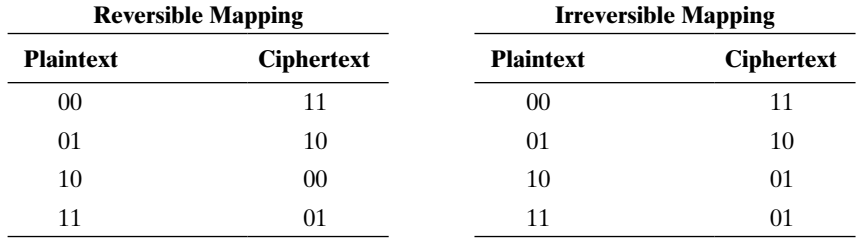 Reversible Mapping Irreversible Mapping
Plaintext Ciphertext Plaintext Ciphertext
00 11 00 11
01 10 01 10
10 00 10 01
11 01 11 01